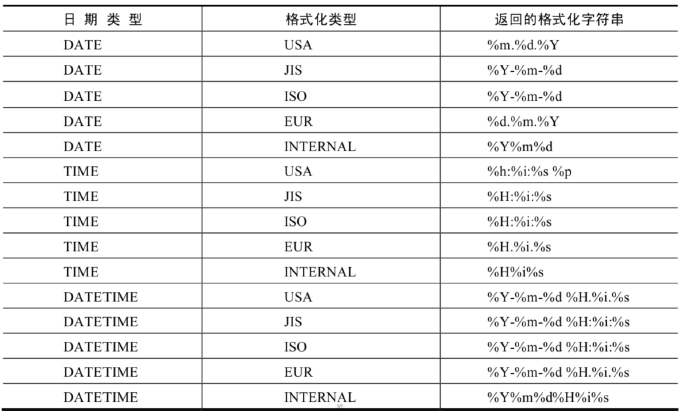 日 期 类 型 格式化类型 返回的格式化字符串
DATE USA %m.%d.%Y
DATE JIS %Y-%m-%d
DATE ISO %Y-%m-%d
DATE EUR %d.%m.%Y
DATE INTERNAL %Y%m%d
TIME USA %h:%i:%s %p
TIME JIS %H:%i:%s
TIME ISO %H:%i:%s
TIME EUR %H.%i.%s
TIME INTERNAL %H%i%s
DATETIME USA %Y-%m-%d %H.%i.%s
DATETIME JIS %Y-%m-%d %H:%i:%s
DATETIME ISO %Y-%m-%d %H:%i:%s
DATETIME EUR %Y-%m-%d %H.%i.%s
DATETIME INTERNAL %Y%m%d%H%i%s